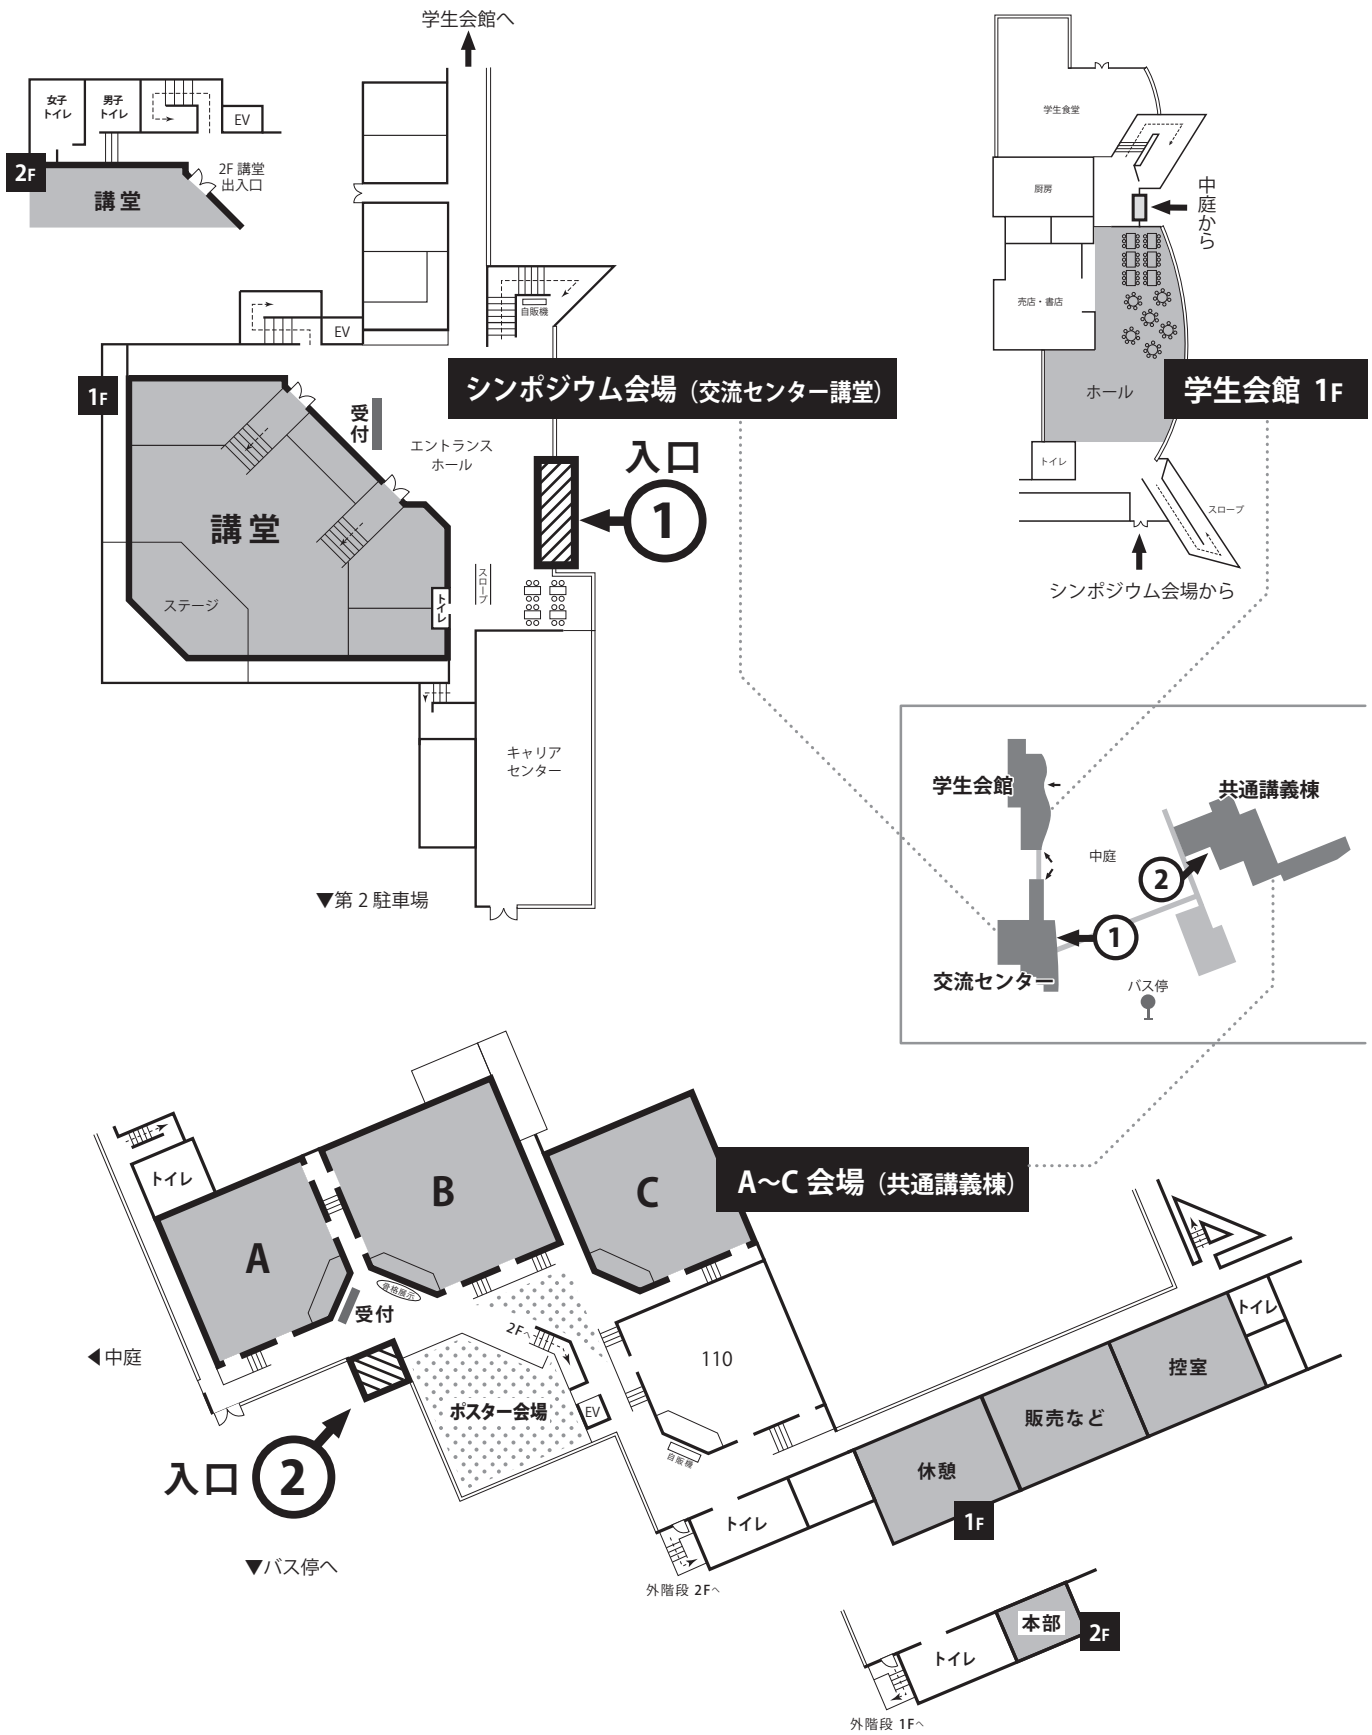 学生会館へ
女子
トイレ
男子
トイレ
EV
2F
2F 講堂
出入口
講堂
自販機
EV
1F
シンポジウム会場（交流センター講堂）
受付
エントランス
ホール
入口
1
講堂
ステージ
トイレ
スロープ
キャリア
センター
▼第 2 駐車場
学生食堂
厨房
中庭から
売店・書店
学生会館 1F
ホール
トイレ
スロープ
シンポジウム会場から
学生会館
共通講義棟
中庭
2
1
交流センター
バス停
トイレ
A
B
C
A～C 会場（共通講義棟）
骨格展示
受付
2Fへ
◀中庭
110
ポスター会場
EV
自販機
入口
2
▼バス停へ
トイレ
控室
販売など
休憩
1F
トイレ
外階段 2Fへ
本部
2F
トイレ
外階段 1Fへ